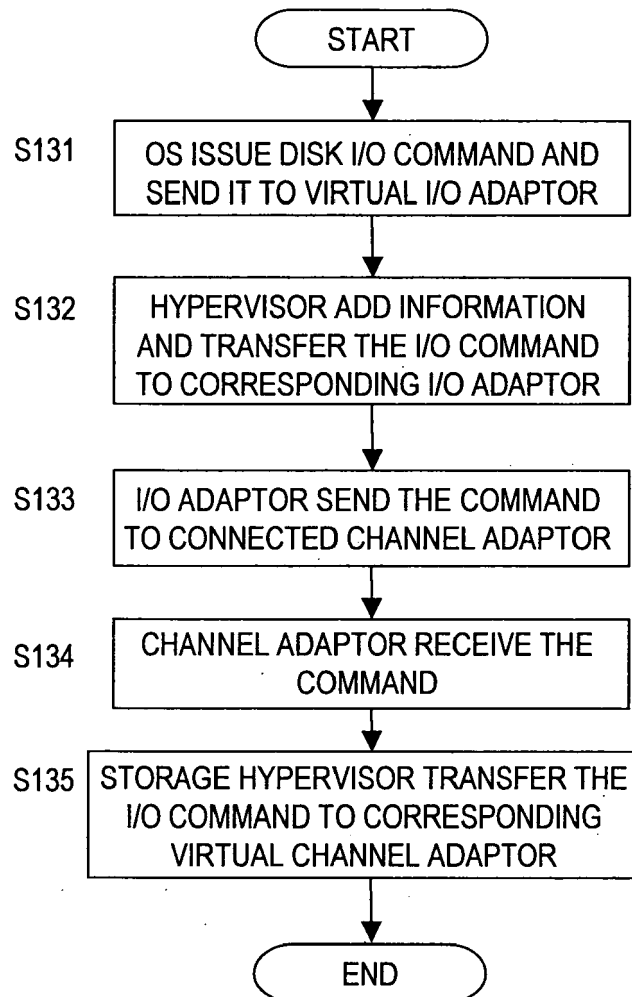 START
S131
OS ISSUE DISK I/O COMMAND AND
SEND IT TO VIRTUAL I/O ADAPTOR
S132
HYPERVISOR ADD INFORMATION
AND TRANSFER THE I/O COMMAND
TO CORRESPONDING I/O ADAPTOR
S133
I/O ADAPTOR SEND THE COMMAND
TO CONNECTED CHANNEL ADAPTOR
S134
CHANNEL ADAPTOR RECEIVE THE
COMMAND
S135
STORAGE HYPERVISOR TRANSFER THE
I/O COMMAND TO CORRESPONDING
VIRTUAL CHANNEL ADAPTOR
END